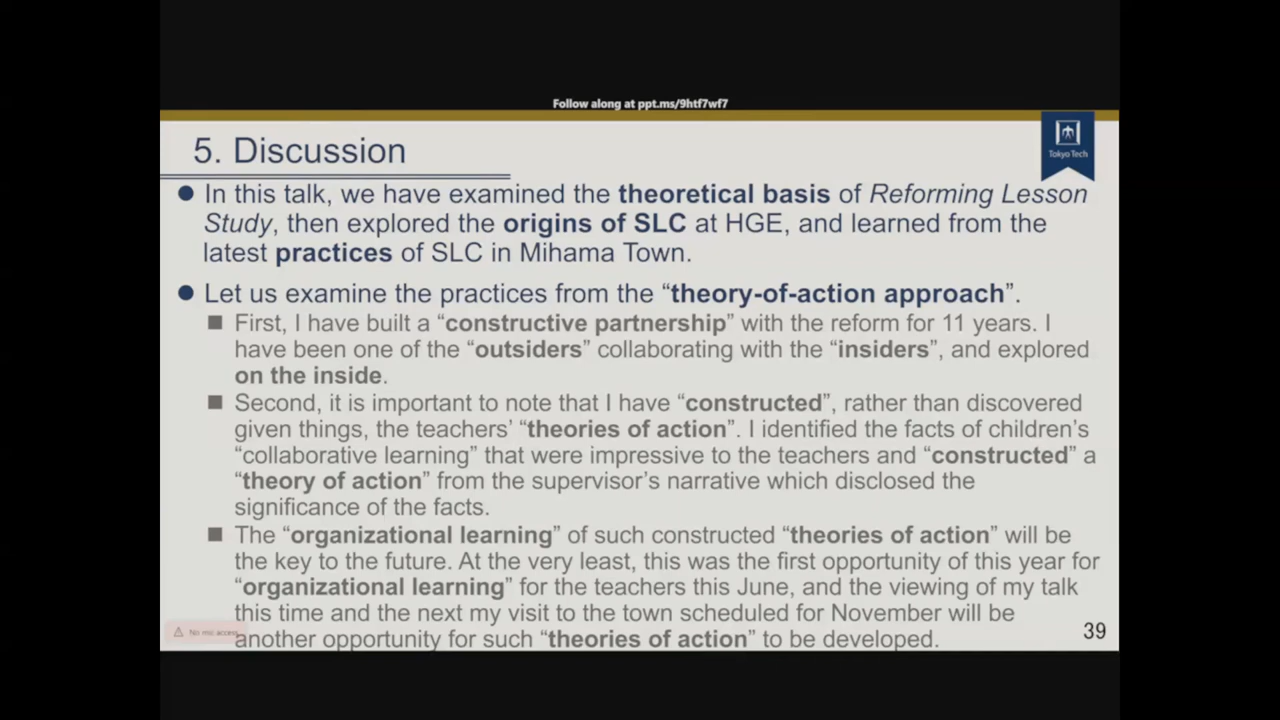 Follow along at ppt.ms/9htf7wf7
5. Discussion
Tokyo Tech
● In this talk, we have examined the theoretical basis of Reforming Lesson
Study, then explored the origins of SLC at HGE, and learned from the
latest practices of SLC in Mihama Town.
● Let us examine the practices from the “theory-of-action approach”.
■ First, I have built a “constructive partnership” with the reform for 11 years. I
have been one of the “outsiders” collaborating with the “insiders”, and explored
on the inside.
■ Second, it is important to note that I have “constructed”, rather than discovered
given things, the teachers’ “theories of action”. I identified the facts of children’s
“collaborative learning” that were impressive to the teachers and “constructed” a
“theory of action” from the supervisor’s narrative which disclosed the
significance of the facts.
■ The “organizational learning” of such constructed “theories of action” will be
the key to the future. At the very least, this was the first opportunity of this year for
“organizational learning” for the teachers this June, and the viewing of my talk
this time and the next my visit to the town scheduled for November will be
another opportunity for such “theories of action” to be developed.
No mic access
39